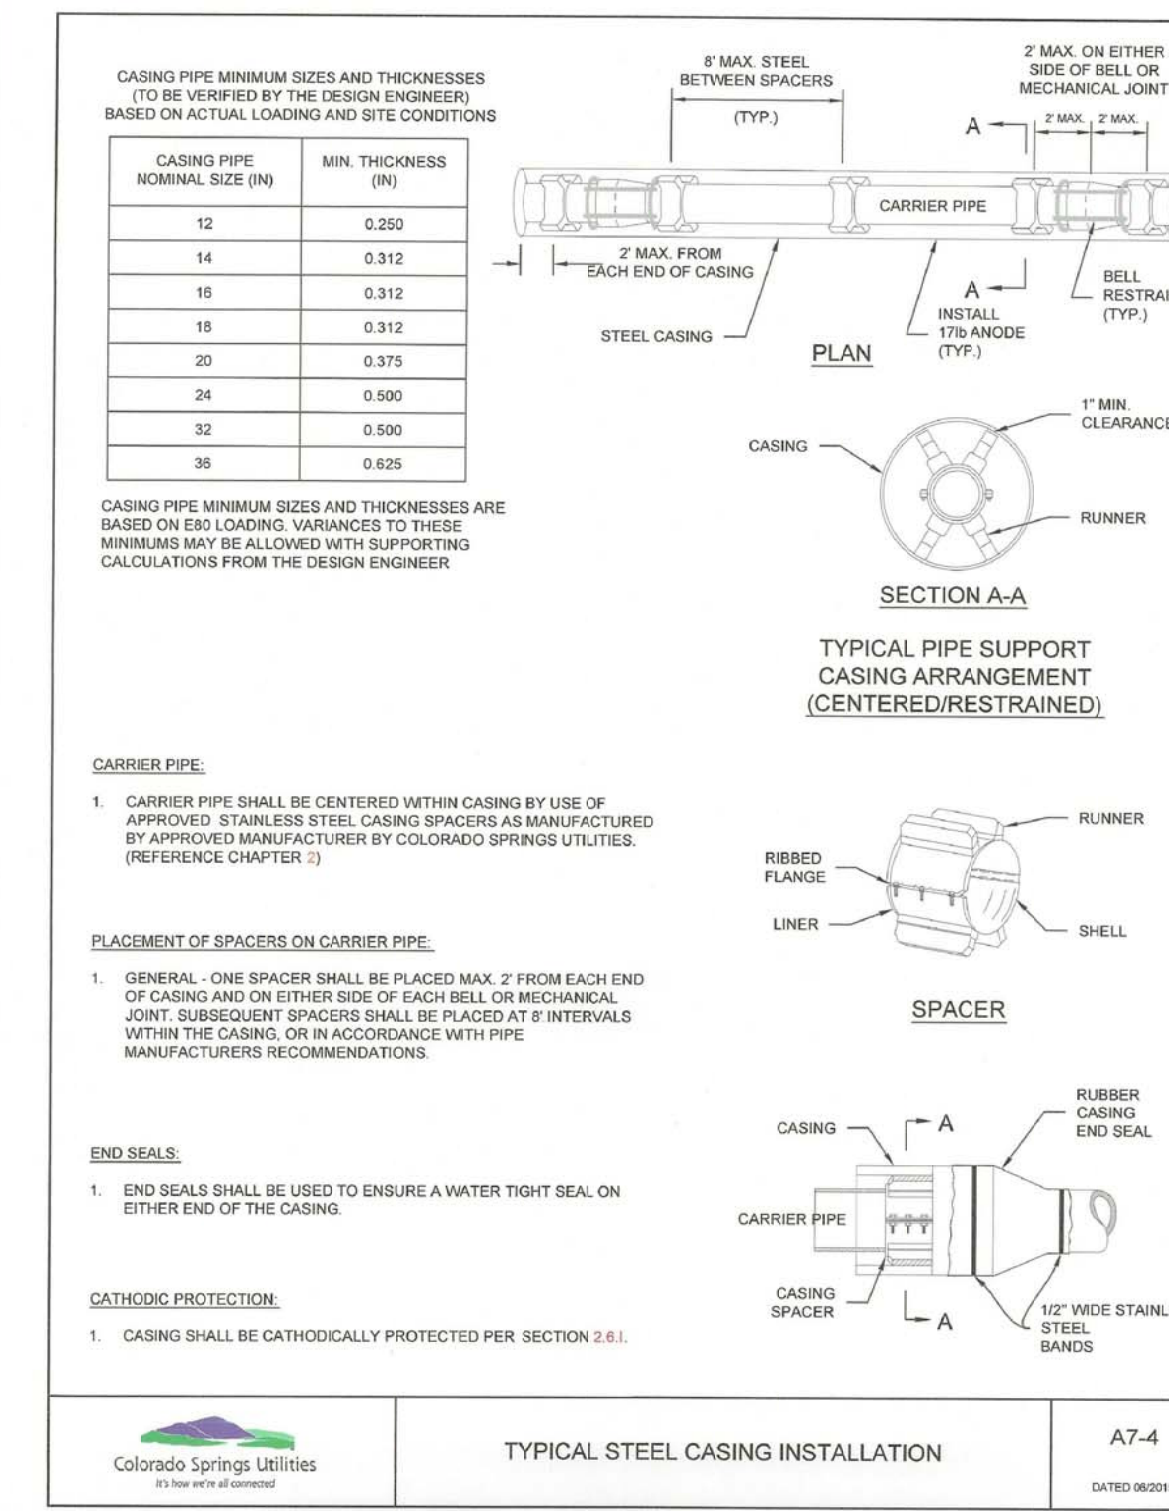 CASING PIPE MINIMUM SIZES AND THICKNESSES
(TO BE VERIFIED BY THE DESIGN ENGINEER)
BASED ON ACTUAL LOADING AND SITE CONDITIONS
CASING PIPE NOMINAL SIZE (IN) MIN. THICKNESS (IN)
12 0.250
14 0.312
16 0.312
18 0.312
20 0.375
24 0.500
32 0.500
36 0.625
CASING PIPE MINIMUM SIZES AND THICKNESSES ARE
BASED ON E80 LOADING. VARIANCES TO THESE
MINIMUMS MAY BE ALLOWED WITH SUPPORTING
CALCULATIONS FROM THE DESIGN ENGINEER
8' MAX. STEEL
BETWEEN SPACERS
(TYP.)
2' MAX. ON EITHER
SIDE OF BELL OR
MECHANICAL JOINT
A
2' MAX. 2' MAX.
CARRIER PIPE
2' MAX. FROM
EACH END OF CASING
STEEL CASING
A
INSTALL
17lb ANODE
(TYP.)
BELL
(TYP.)
PLAN
1" MIN.
CLEARANCE
CASING
RUNNER
SECTION A-A
TYPICAL PIPE SUPPORT
CASING ARRANGEMENT
(CENTERED/RESTRAINED)
CARRIER PIPE:
1. CARRIER PIPE SHALL BE CENTERED WITHIN CASING BY USE OF
APPROVED STAINLESS STEEL CASING SPACERS AS MANUFACTURED
BY APPROVED MANUFACTURER BY COLORADO SPRINGS UTILITIES.
(REFERENCE CHAPTER 2)
PLACEMENT OF SPACERS ON CARRIER PIPE:
1. GENERAL - ONE SPACER SHALL BE PLACED MAX. 2' FROM EACH END
OF CASING AND ON EITHER SIDE OF EACH BELL OR MECHANICAL
JOINT. SUBSEQUENT SPACERS SHALL BE PLACED AT 8' INTERVALS
WITHIN THE CASING, OR IN ACCORDANCE WITH PIPE
MANUFACTURERS RECOMMENDATIONS.
END SEALS:
1. END SEALS SHALL BE USED TO ENSURE A WATER TIGHT SEAL ON
EITHER END OF THE CASING.
CATHODIC PROTECTION:
1. CASING SHALL BE CATHODICALLY PROTECTED PER SECTION 2.6.I.
RUNNER
RIBBED
FLANGE
LINER
SHELL
SPACER
RUBBER
CASING
END SEAL
CASING
A
CARRIER PIPE
CASING
SPACER
A
1/2" WIDE
STEEL
BANDS
Colorado Springs Utilities
It's how we're all connected
TYPICAL STEEL CASING INSTALLATION
A7-4
DATED